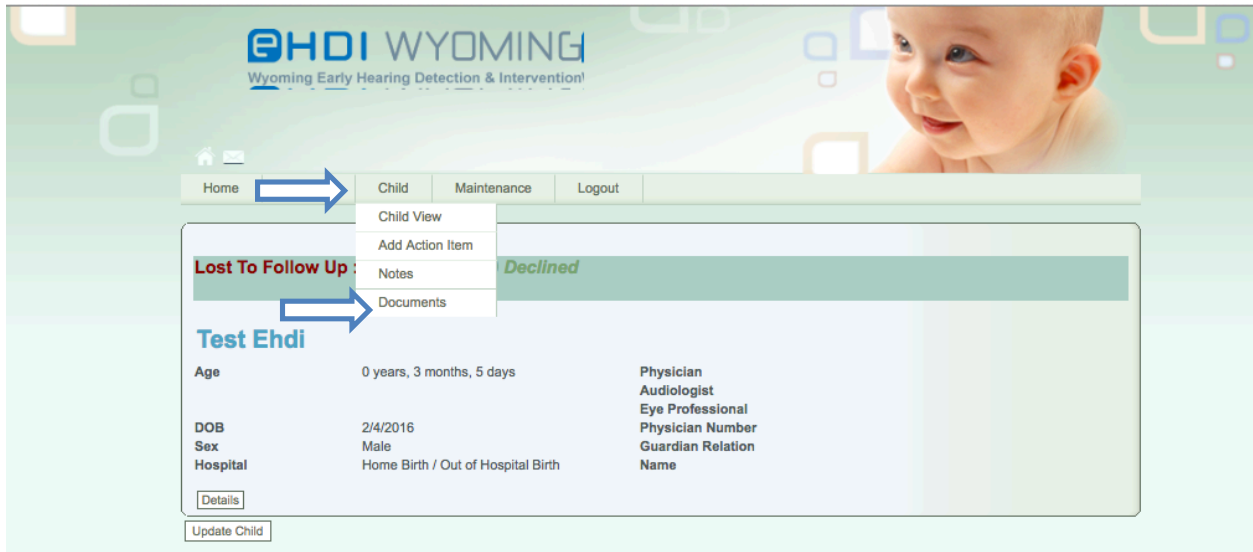 eHDI WYOMING
Wyoming Early Hearing Detection & Intervention
Home Child Maintenance Logout
Child View
Add Action Item
Lost To Follow Up : Declined
Notes
Documents
Test Ehdi
Age 0 years, 3 months, 5 days Physician
Audiologist
Eye Professional
DOB 2/4/2016 Physician Number
Sex Male Guardian Relation
Hospital Home Birth / Out of Hospital Birth Name
Details
Update Child